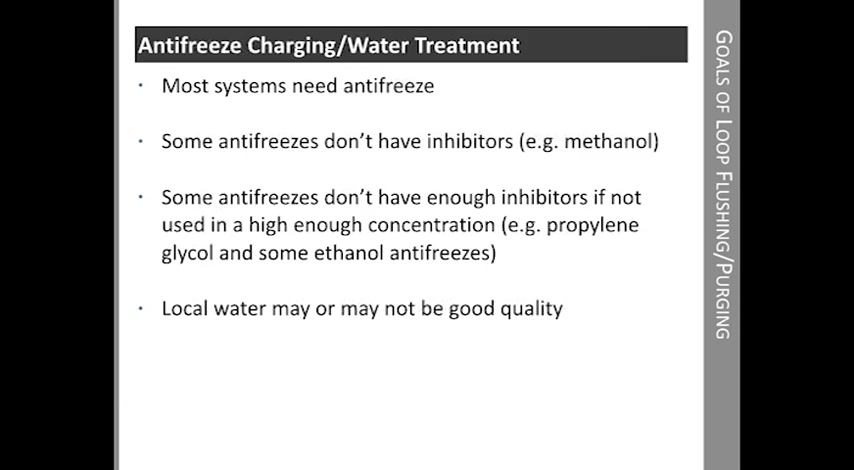 Antifreeze Charging/Water Treatment
· Most systems need antifreeze
· Some antifreezes don't have inhibitors (e.g. methanol)
· Some antifreezes don't have enough inhibitors if not
used in a high enough concentration (e.g. propylene
glycol and some ethanol antifreezes)
· Local water may or may not be good quality
Goals of Loop Flushing/Purging